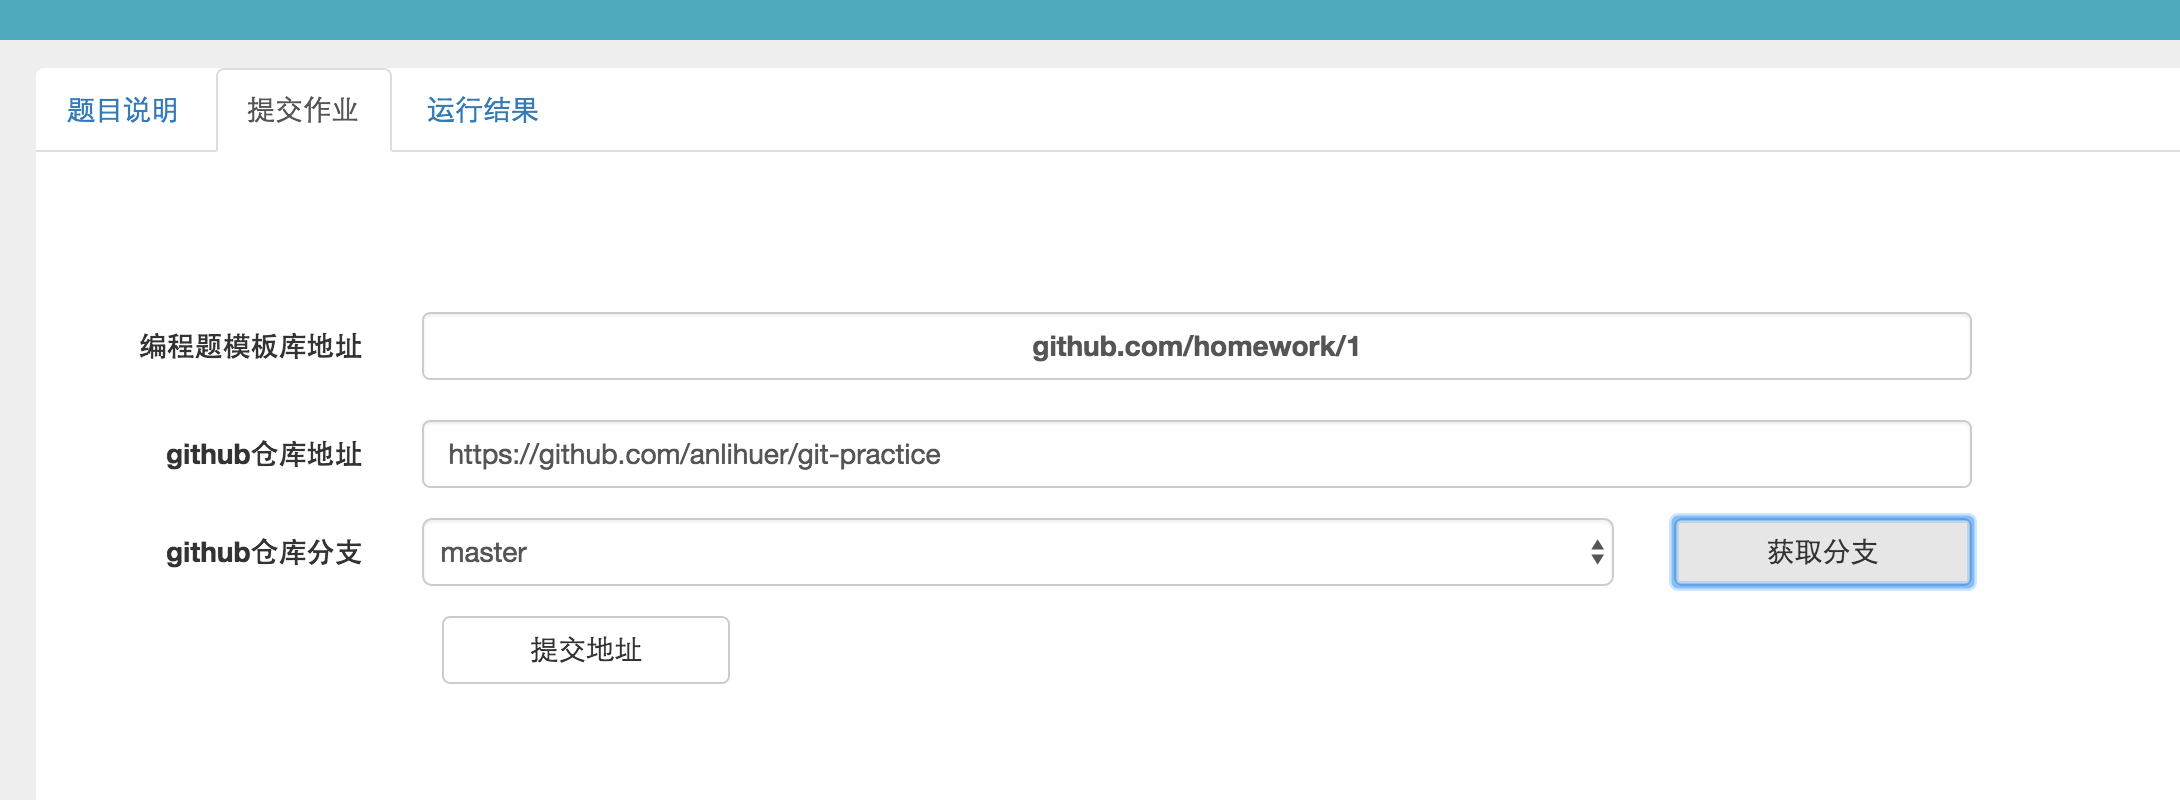 题目说明 提交作业 运行结果
编程题模板库地址 github.com/homework/1
github仓库地址 https://github.com/anlihuer/git-practice
github仓库分支 master 获取分支
提交地址